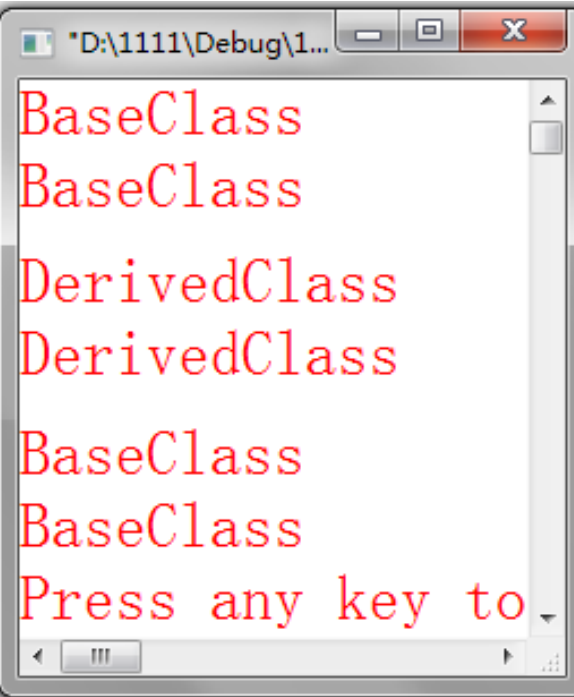 "D:\1111\Debug\1...
BaseClass
BaseClass
DerivedClass
DerivedClass
BaseClass
BaseClass
Press any key to